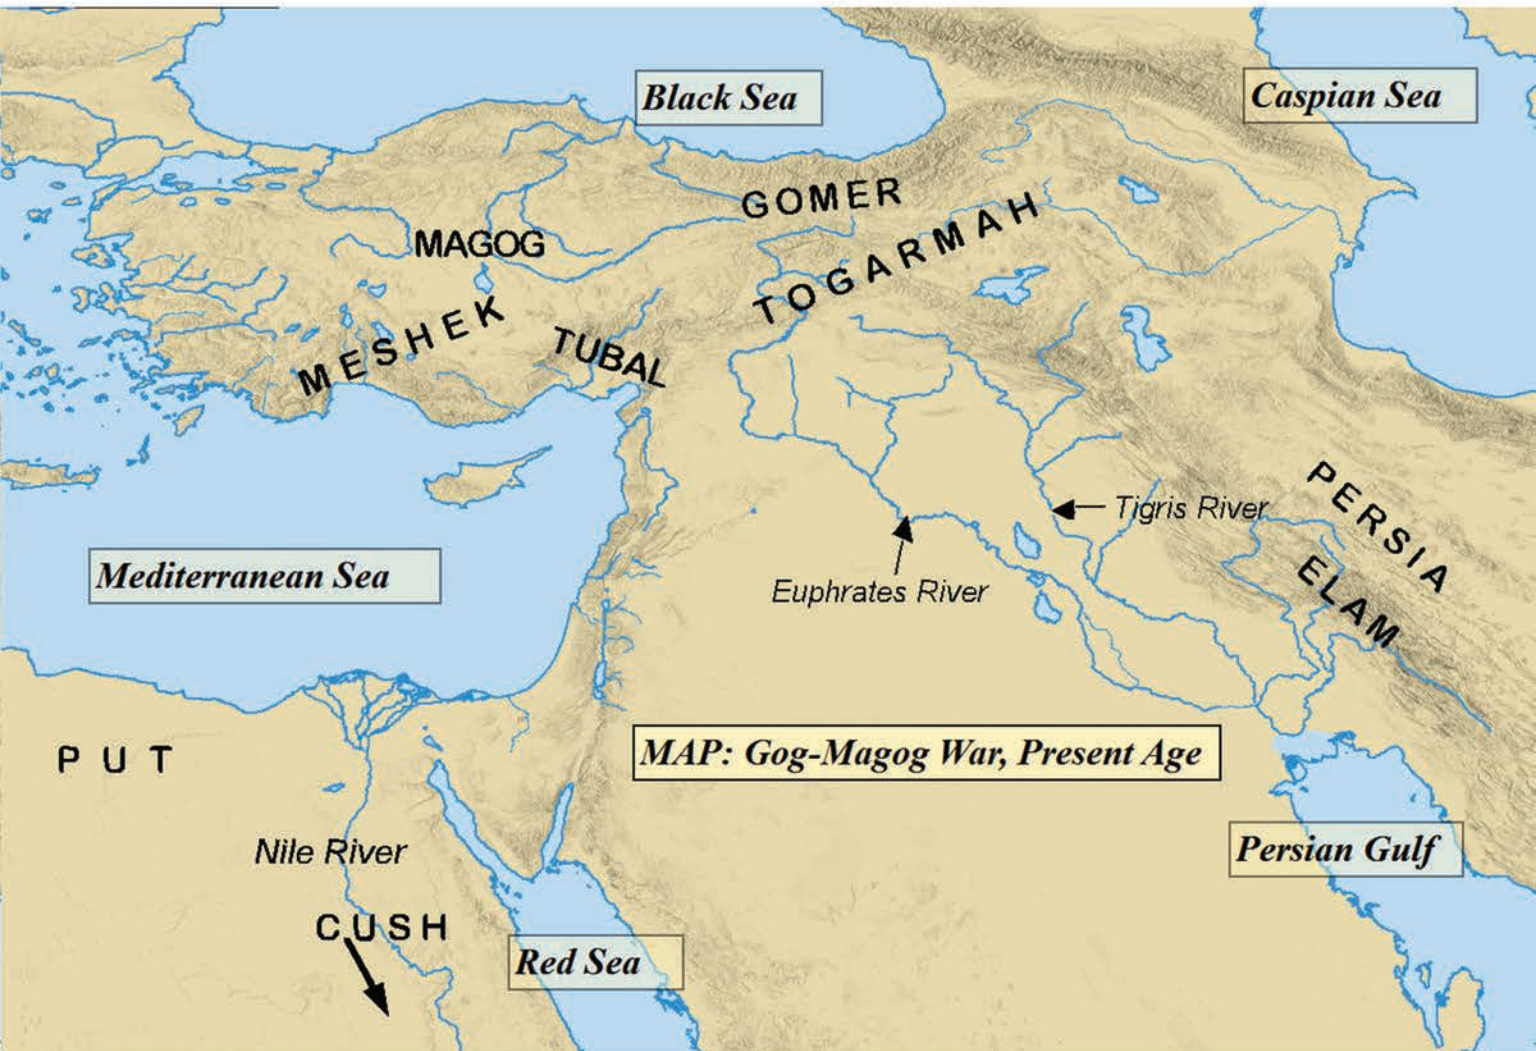 Black Sea
Caspian Sea
GOMER
TOGARMAH
MAGOG
MESHEK
TUBAL
PERSIA
Tigris River
ELAM
Mediterranean Sea
Euphrates River
PUT
MAP: Gog-Magog War, Present Age
Nile River
Persian Gulf
CUSH
Red Sea